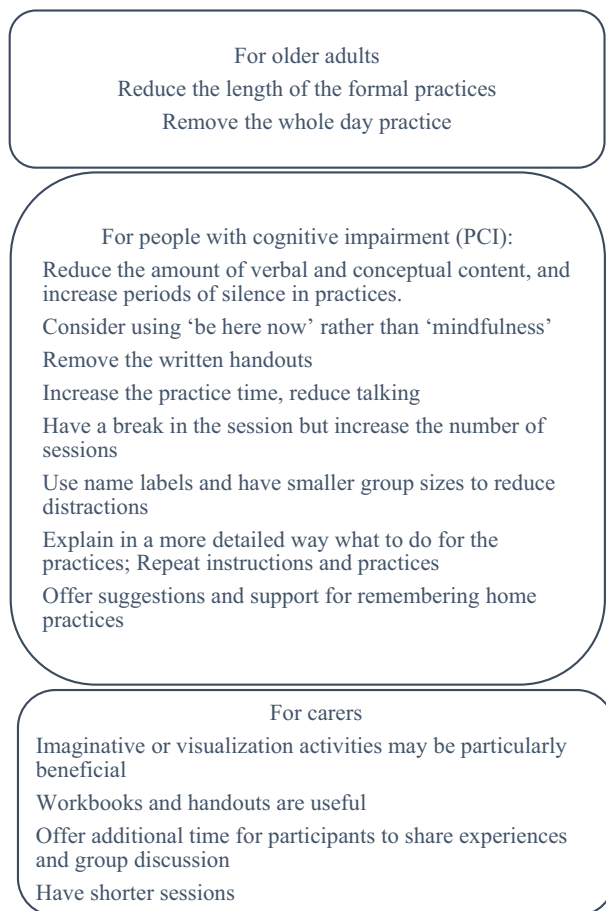 For older adults
Reduce the length of the formal practices
Remove the whole day practice
For people with cognitive impairment (PCI):
Reduce the amount of verbal and conceptual content, and
increase periods of silence in practices.
Consider using ‘be here now’ rather than ‘mindfulness’
Remove the written handouts
Increase the practice time, reduce talking
Have a break in the session but increase the number of
sessions
Use name labels and have smaller group sizes to reduce
distractions
Explain in a more detailed way what to do for the
practices; Repeat instructions and practices
Offer suggestions and support for remembering home
practices
For carers
Imaginative or visualization activities may be particularly
beneficial
Workbooks and handouts are useful
Offer additional time for participants to share experiences
and group discussion
Have shorter sessions